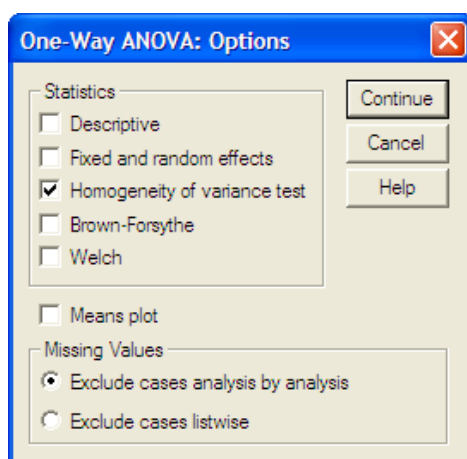 One-Way ANOVA: Options
Statistics
Descriptive
Fixed and random effects
Homogeneity of variance test
Brown-Forsythe
Welch
Continue
Cancel
Help
Means plot
Missing Values
Exclude cases analysis by analysis
Exclude cases listwise